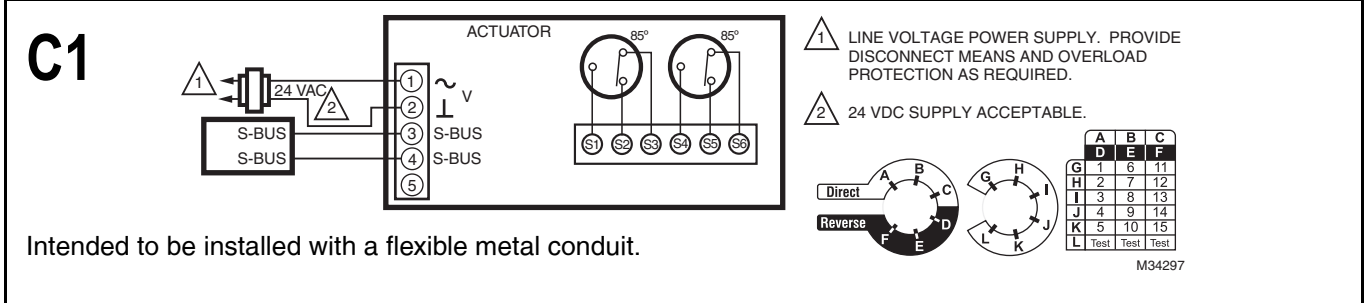 C1
ACTUATOR
85º
85º
1
24 VAC
2
1
2
V
3
S-BUS
4
S-BUS
5
S-BUS
S-BUS
S1 S2 S3 S4 S5 S6
1 LINE VOLTAGE POWER SUPPLY. PROVIDE
DISCONNECT MEANS AND OVERLOAD
PROTECTION AS REQUIRED.
2 24 VDC SUPPLY ACCEPTABLE.
Direct
Reverse
A B C D E F
G H I J K L
A B C
D E F
G 1 6 11
H 2 7 12
I 3 8 13
J 4 9 14
K 5 10 15
L Test Test Test
M34297
Intended to be installed with a flexible metal conduit.